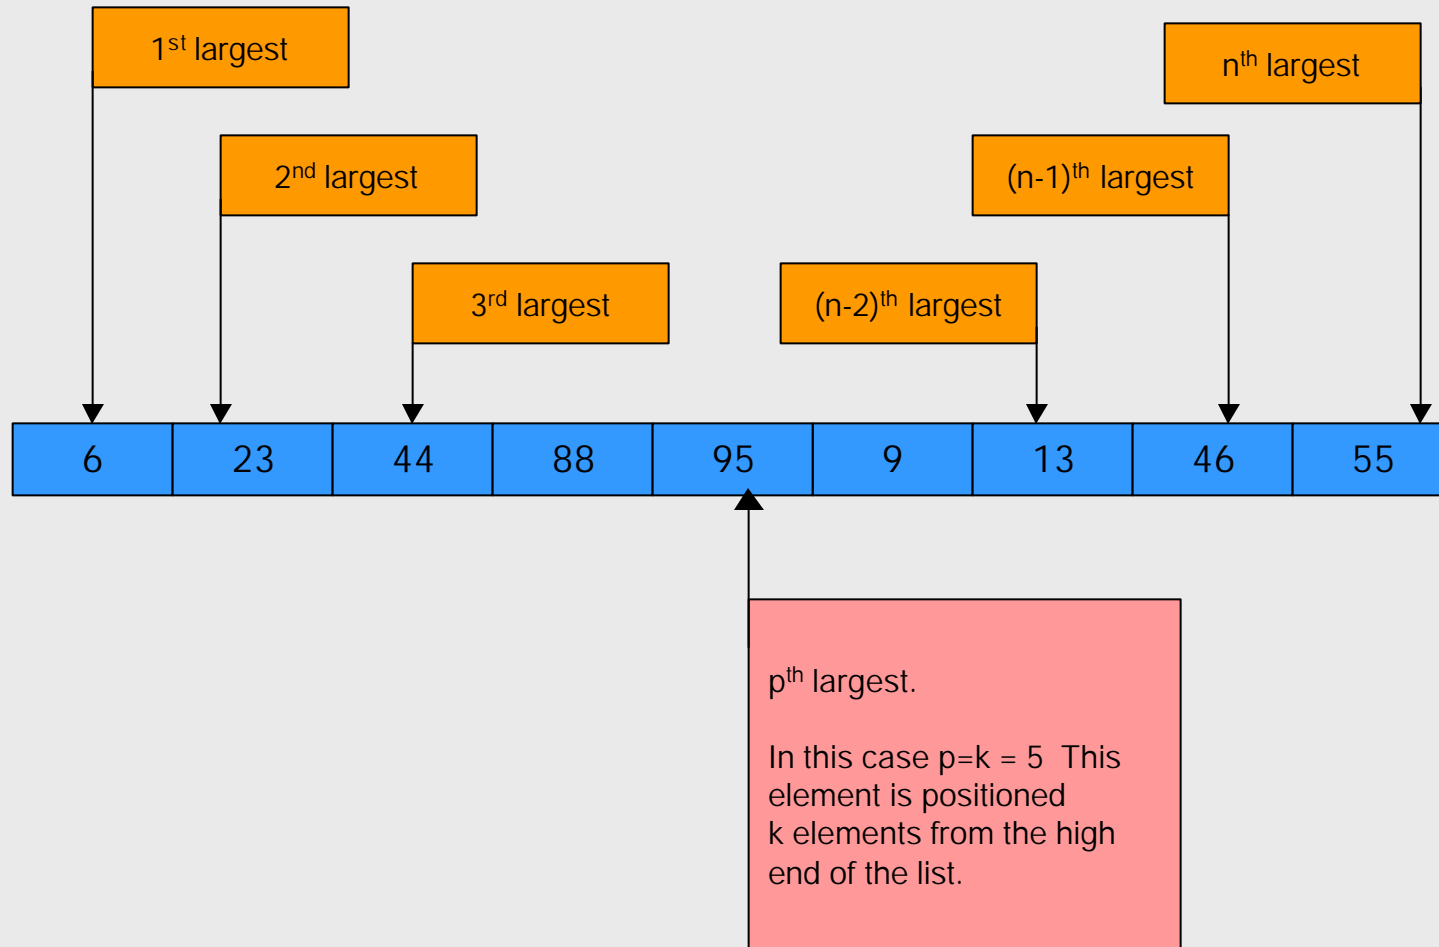 1st largest
nth largest
2nd largest
(n-1)th largest
3rd largest
(n-2)th largest
6 23 44 88 95 9 13 46 55
pth largest.
In this case p=k = 5 This
element is positioned
k elements from the high
end of the list.